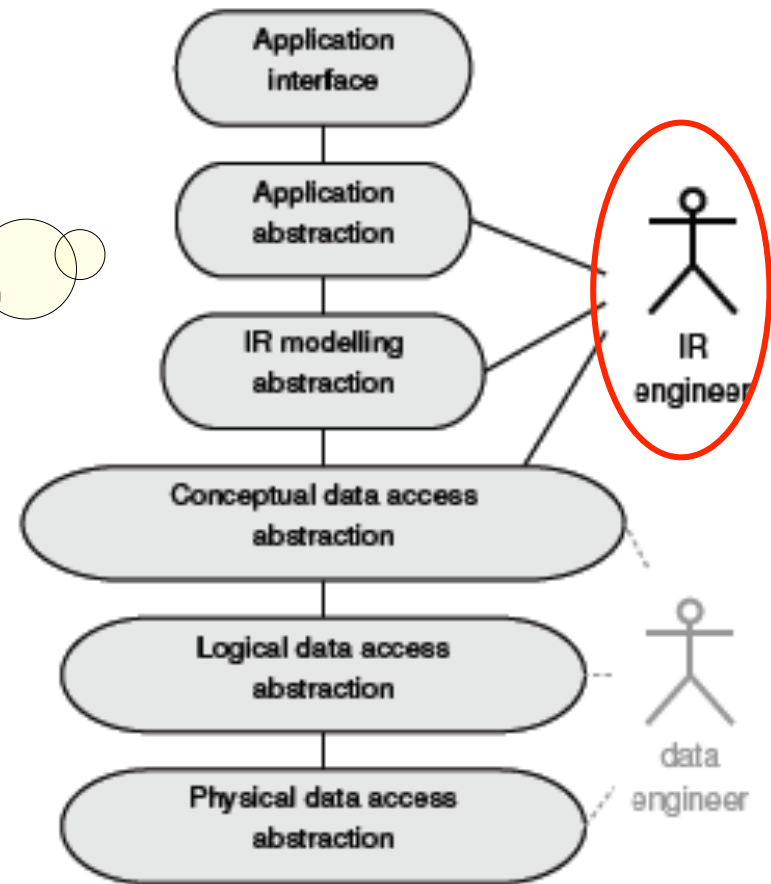 Application
interface
Application
abstraction
IR modelling
abstraction
IR
engineer
Conceptual data access
abstraction
Logical data access
abstraction
data
engineer
Physical data access
abstraction